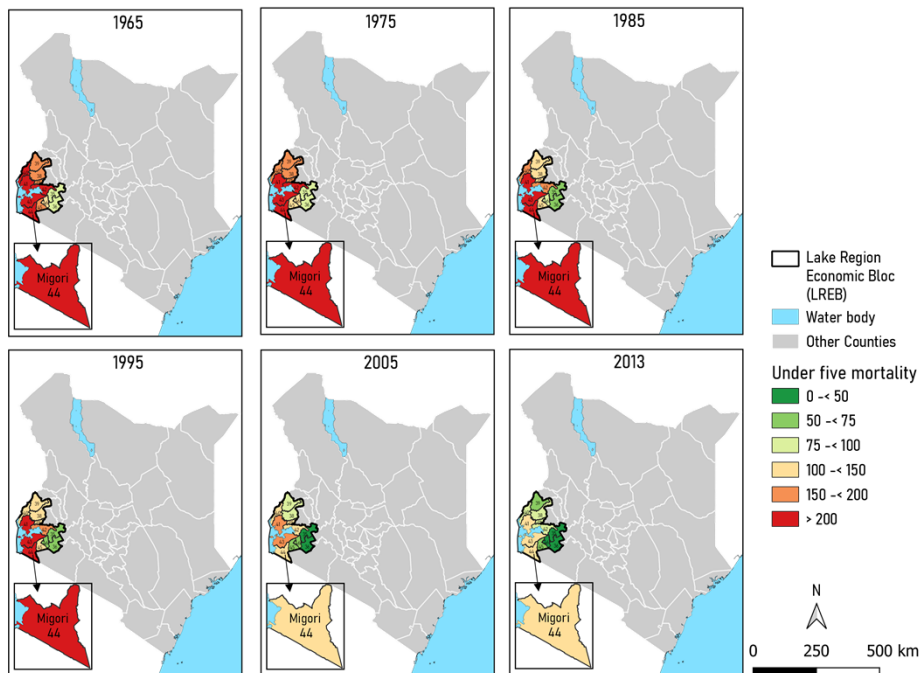 1965
1975
1985
Migori
44
Migori
44
Migori
44
Lake Region
Economic Bloc
(LREB)
Water body
Other Counties
Under five mortality
0 -< 50
50 -< 75
75 -< 100
100 -< 150
150 -< 200
> 200
1995
2005
2013
Migori
44
Migori
44
Migori
44
N
0 250 500 km